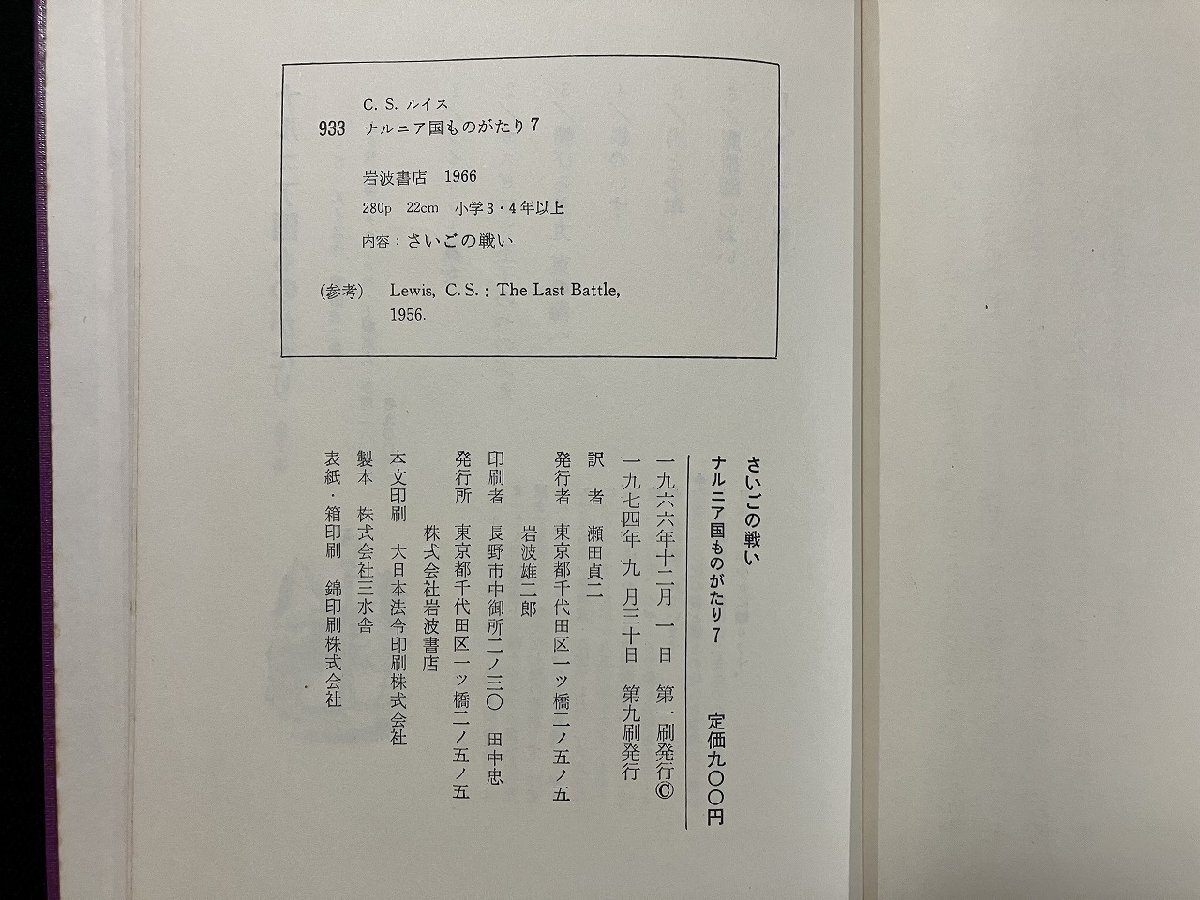 C. S. ルイス
933 ナルニア国ものがたり 7
岩波書店 1966
280p 22cm 小学3・4年以上
内容：さいごの戦い
(参考) Lewis, C. S. : The Last Battle,
1956.
さいごの戦い
ナルニア国ものがたり 7 定価九〇〇円
一九六六年十二月 一 日 第一刷発行©
一九七四年 九 月三十日 第九刷発行
訳 者 瀬田貞二
発行者 東京都千代田区一ツ橋二ノ五ノ五
岩波雄二郎
印刷者 長野市中御所二ノ三〇 田中忠
発行所 東京都千代田区一ツ橋二ノ五ノ五
株式会社岩波書店
本文印刷 大日本法令印刷株式会社
製本 株式会社三水舎
表紙・箱印刷 錦印刷株式会社